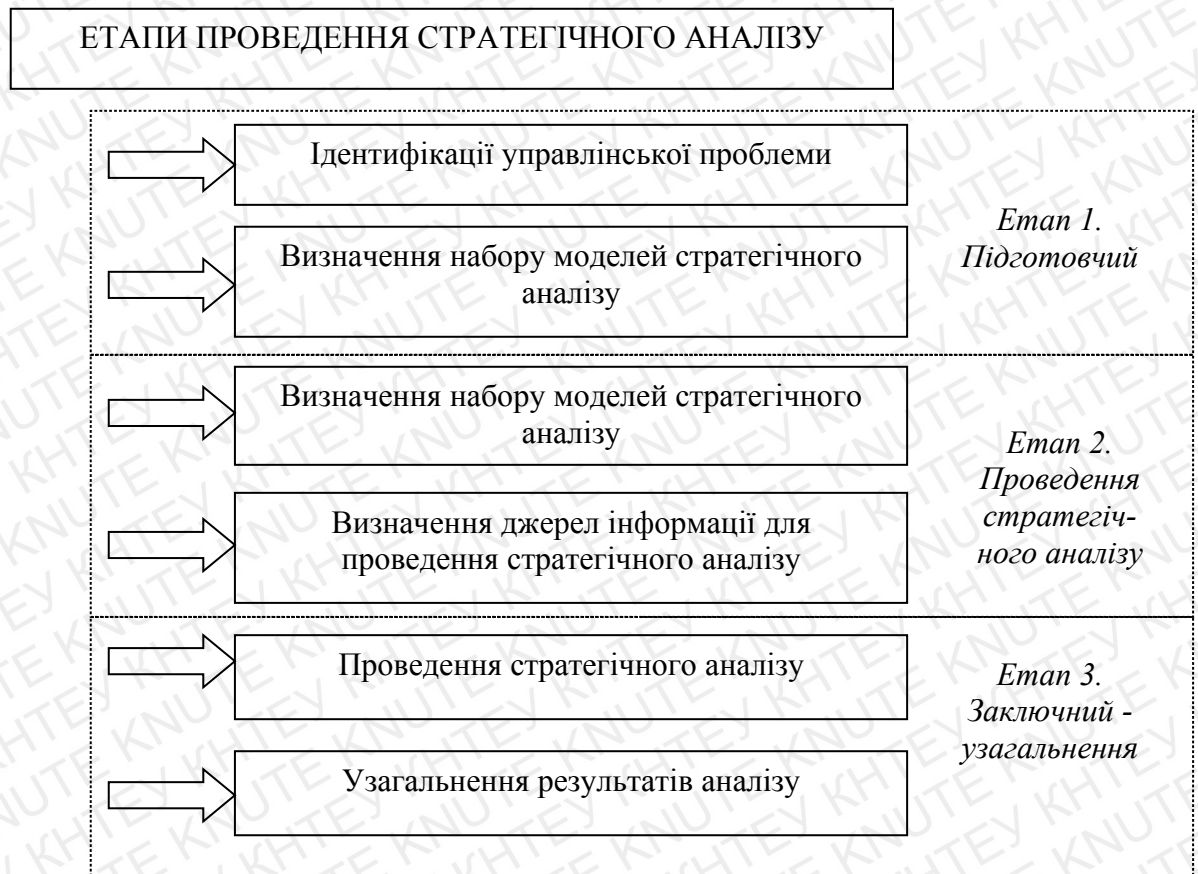 ЕТАПИ ПРОВЕДЕННЯ СТРАТЕГІЧНОГО АНАЛІЗУ
Ідентифікації управлінської проблеми
Визначення набору моделей стратегічного
аналізу
Етап 1.
Підготовчий
Визначення набору моделей стратегічного
аналізу
Визначення джерел інформації для
проведення стратегічного аналізу
Етап 2.
Проведення
стратегіч-
ного аналізу
Проведення стратегічного аналізу
Узагальнення результатів аналізу
Етап 3.
Заключний -
узагальнення